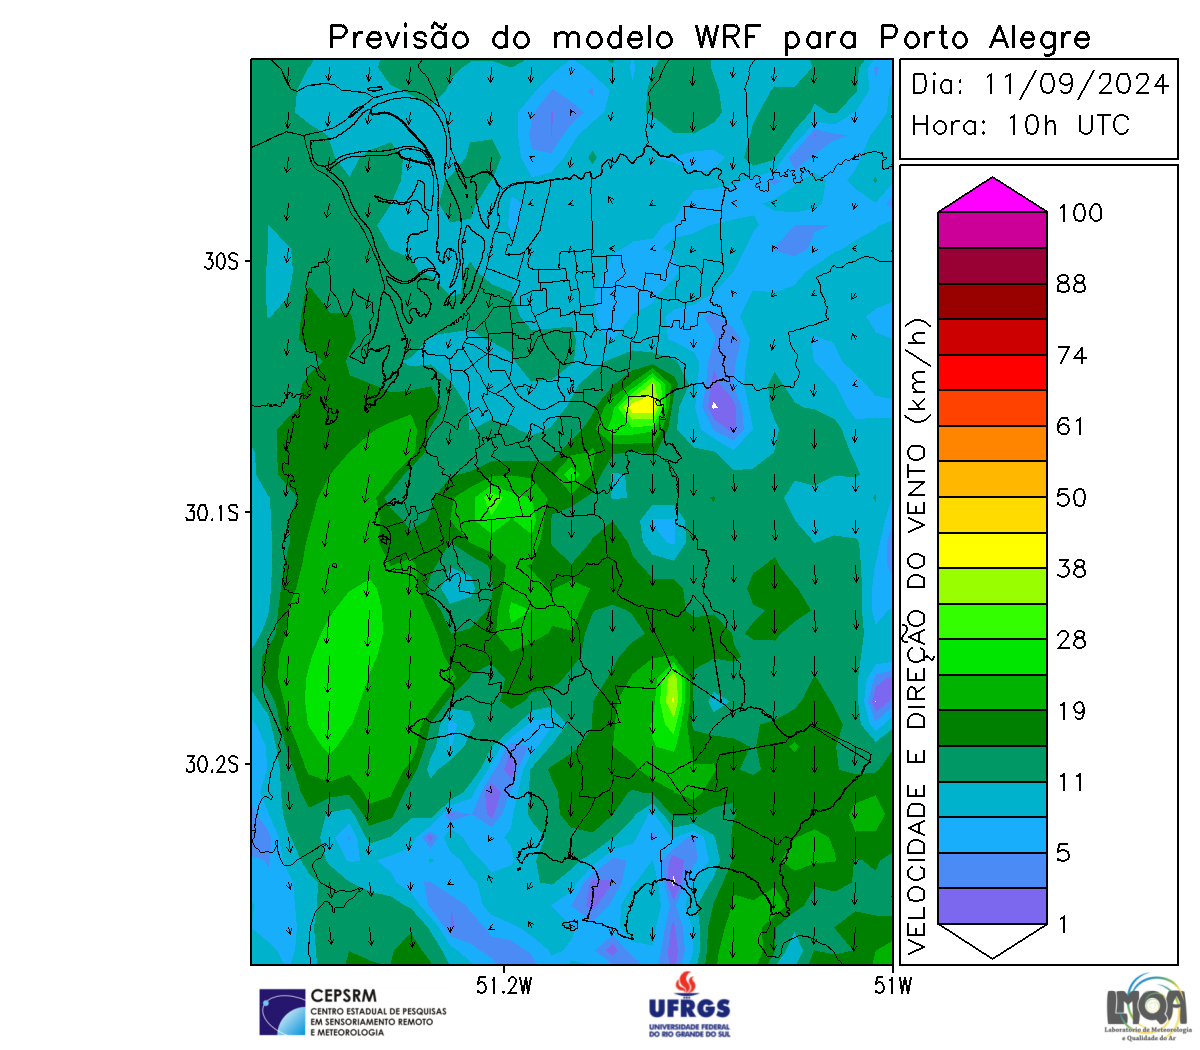 Previsão do modelo WRF para Porto Alegre
Dia: 11/09/2024
Hora: 10h UTC
100
88
74
61
50
38
28
19
11
5
1
VELOCIDADE E DIREÇÃO DO VENTO (km/h)
30S
30.1S
30.2S
51.2W
51W
CEPSRM
CENTRO ESTADUAL DE PESQUISAS
EM SENSORIAMENTO REMOTO
E METEOROLOGIA
UFRGS
UNIVERSIDADE FEDERAL
DO RIO GRANDE DO SUL
LMQA
Laboratório de Meteorologia
e Qualidade do Ar